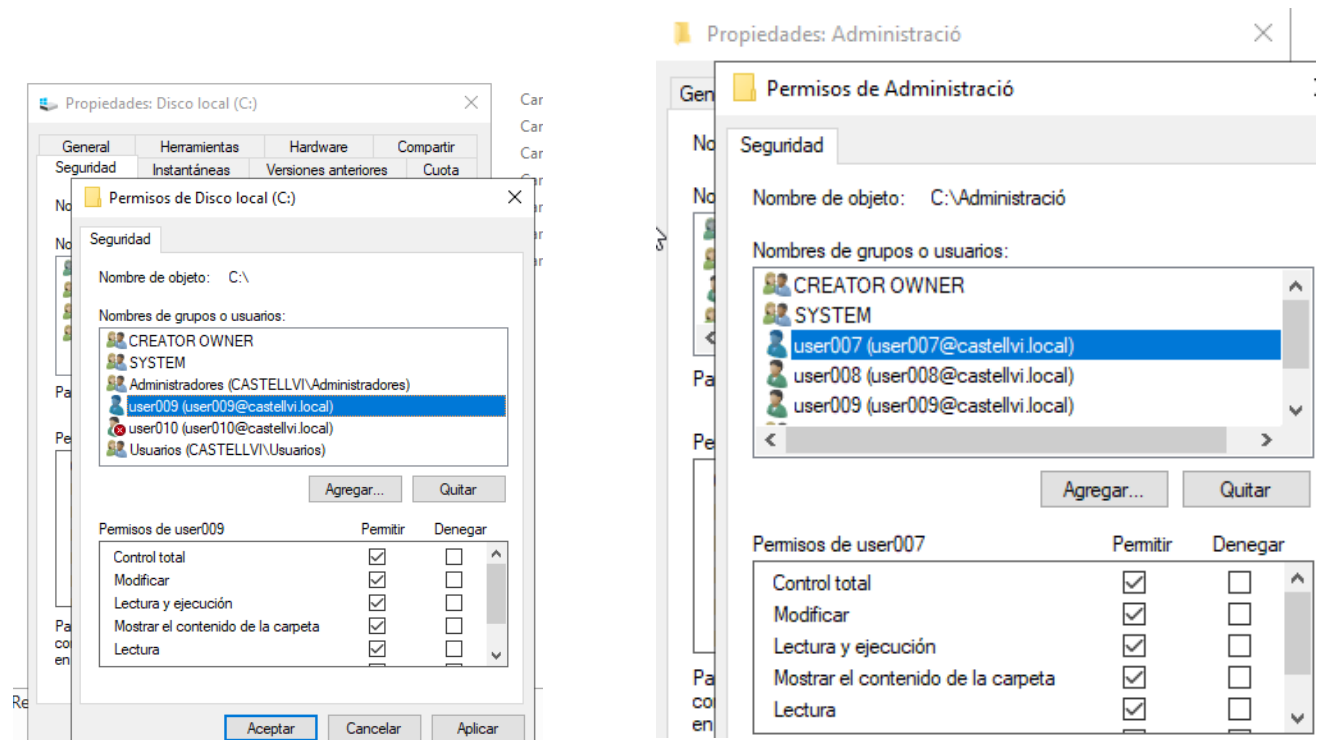 Propiedades: Disco local (C:)
General Herramientas Hardware Compartir
Seguridad Instantáneas Versiones anteriores Cuota
Permisos de Disco local (C:)
Seguridad
Nombre de objeto: C:\
Nombres de grupos o usuarios:
CREATOR OWNER
SYSTEM
Administradores (CASTELLVI\Administradores)
user009 (user009@castellvi.local)
user010 (user010@castellvi.local)
Usuarios (CASTELLVI\Usuarios)
Agregar... Quitar
Permisos de user009 Permitir Denegar
Control total
Modificar
Lectura y ejecución
Mostrar el contenido de la carpeta
Lectura
Aceptar Cancelar Aplicar
Car
Car
Car
Propiedades: Administració
Gen
Permisos de Administració
Seguridad
Nombre de objeto: C:\Administració
Nombres de grupos o usuarios:
CREATOR OWNER
SYSTEM
user007 (user007@castellvi.local)
user008 (user008@castellvi.local)
user009 (user009@castellvi.local)
Agregar... Quitar
Permisos de user007 Permitir Denegar
Control total
Modificar
Lectura y ejecución
Mostrar el contenido de la carpeta
Lectura